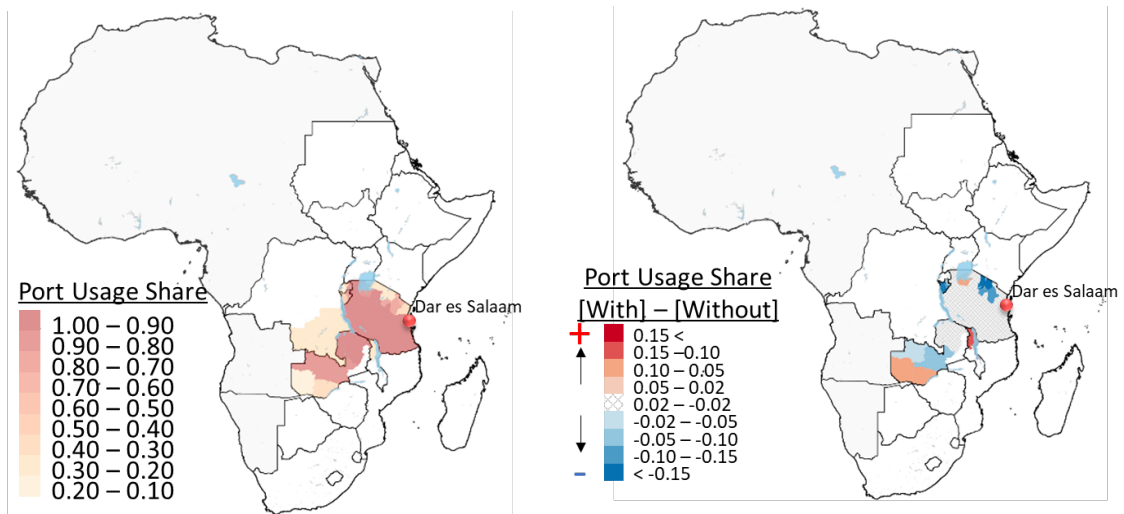 Port Usage Share
Dar es Salaam
1.00 – 0.90
0.90 – 0.80
0.80 – 0.70
0.70 – 0.60
0.60 – 0.50
0.50 – 0.40
0.40 – 0.30
0.30 – 0.20
0.20 – 0.10
Port Usage Share
[With] – [Without]
Dar es Salaam
+
0.15 <
0.15 –0.10
0.10 – 0.05
0.05 – 0.02
0.02 – -0.02
-0.02 – -0.05
-0.05 – -0.10
-0.10 – -0.15
–
< -0.15